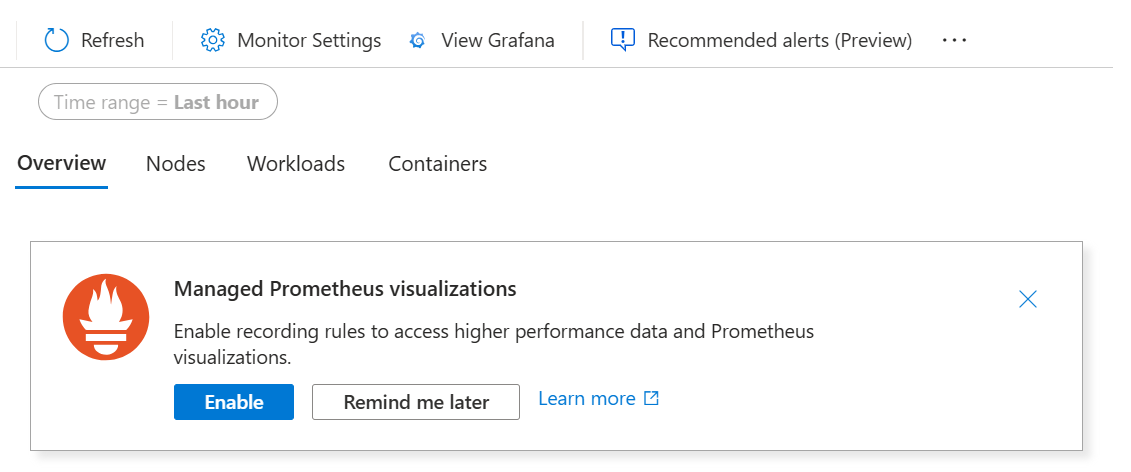 Refresh Monitor Settings View Grafana Recommended alerts (Preview) ...
Time range = Last hour
Overview Nodes Workloads Containers
Managed Prometheus visualizations
Enable recording rules to access higher performance data and Prometheus
visualizations.
Enable Remind me later Learn more